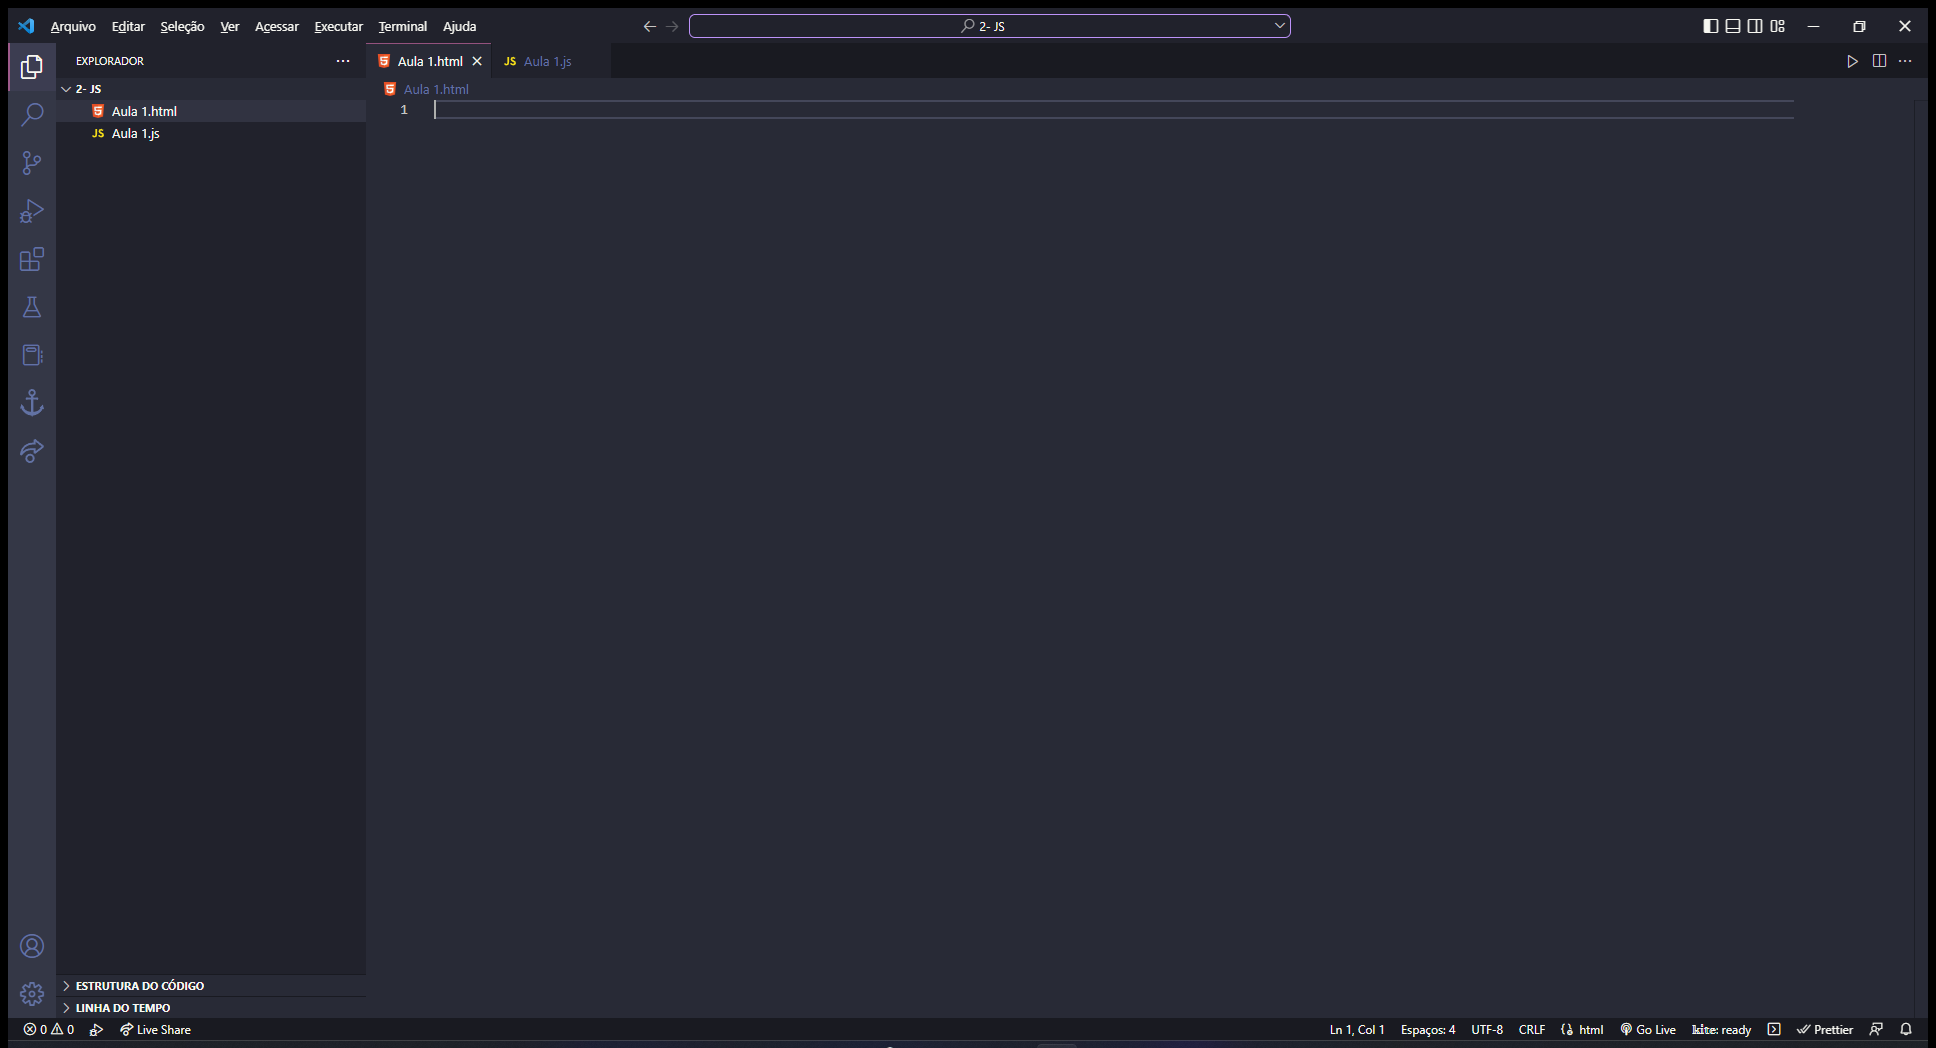 Arquivo Editar Seleção Ver Acessar Executar Terminal Ajuda
2- JS
EXPLORADOR
Aula 1.html
JS Aula 1.js
2- JS
Aula 1.html
JS Aula 1.js
Aula 1.html
1
ESTRUTURA DO CÓDIGO
LINHA DO TEMPO
0 0 Live Share
Ln 1, Col 1 Espaços: 4 UTF-8 CRLF html Go Live kite: ready Prettier